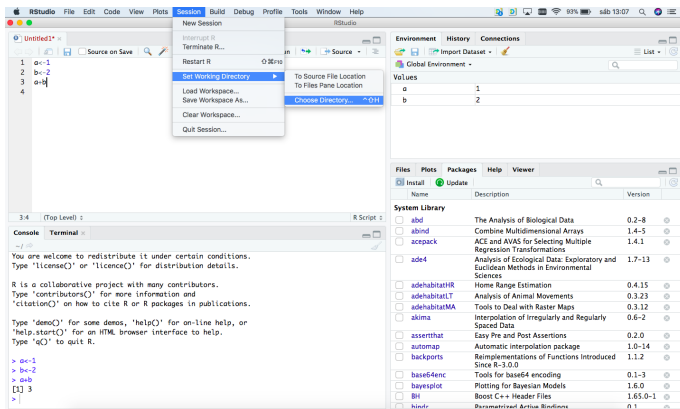 RStudio File Edit Code View Plots Session Build Debug Profile Tools Window Help 93% sáb 13:07
RStudio
New Session
Interrupt R
Terminate R...
Restart R ⇧⌘F10
Set Working Directory
To Source File Location
To Files Pane Location
Choose Directory... ^⇧H
Load Workspace...
Save Workspace As...
Clear Workspace...
Quit Session...
Untitled1*
Source on Save
Source
1 a<-1
2 b<-2
3 a+b
4
3:4 (Top Level) R Script
Console Terminal
~/
You are welcome to redistribute it under certain conditions.
Type 'license()' or 'licence()' for distribution details.
R is a collaborative project with many contributors.
Type 'contributors()' for more information and
'citation()' on how to cite R or R packages in publications.
Type 'demo()' for some demos, 'help()' for on-line help, or
'help.start()' for an HTML browser interface to help.
Type 'q()' to quit R.
> a<-1
> b<-2
> a+b
[1] 3
>
Environment History Connections
Import Dataset List
Global Environment
Values
a 1
b 2
Files Plots Packages Help Viewer
Install Update
Name Description Version
System Library
abd The Analysis of Biological Data 0.2-8
abind Combine Multidimensional Arrays 1.4-5
acepack ACE and AVAS for Selecting Multiple 1.4.1
Regression Transformations
ade4 Analysis of Ecological Data: Exploratory and 1.7-13
Euclidean Methods in Environmental
Sciences
adehabitatHR Home Range Estimation 0.4.15
adehabitatLT Analysis of Animal Movements 0.3.23
adehabitatMA Tools to Deal with Raster Maps 0.3.12
akima Interpolation of Irregularly and Regularly 0.6-2
Spaced Data
assertthat Easy Pre and Post Assertions 0.2.0
automap Automatic interpolation package 1.0-14
backports Reimplementations of Functions Introduced 1.1.2
Since R-3.0.0
base64enc Tools for base64 encoding 0.1-3
bayesplot Plotting for Bayesian Models 1.6.0
BH Boost C++ Header Files 1.65.0-1
bindr Parametrized Active Bindings 0.1